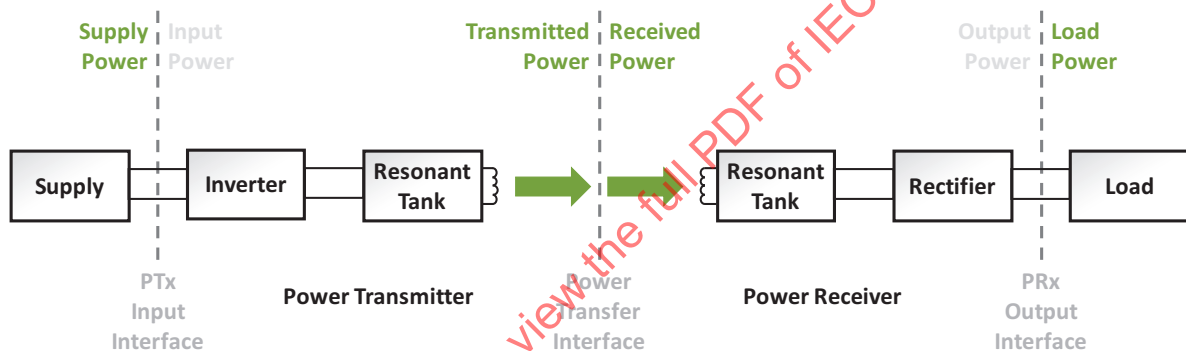 Supply
Power
Input
Power
Transmitted
Power
Received
Power
Output
Power
Load
Power
Supply
Inverter
Resonant
Tank
Resonant
Tank
Rectifier
Load
PTx
Input
Interface
Power Transmitter
Power
Transfer
Interface
Power Receiver
PRx
Output
Interface
view the full PDF of IEC